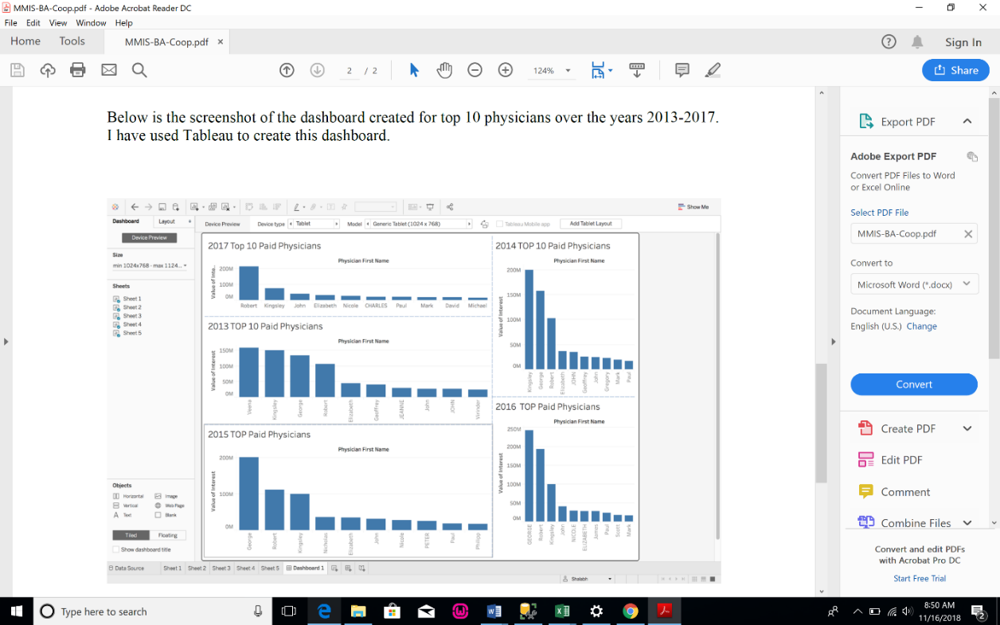 MMIS-BA-Coop.pdf - Adobe Acrobat Reader DC
File Edit View Window Help
Home Tools MMIS-BA-Coop.pdf × Sign In
2 / 2 124% Share
Below is the screenshot of the dashboard created for top 10 physicians over the years 2013-2017.
I have used Tableau to create this dashboard.
Show Me
Dashboard Layout
Device Preview Device type Tablet Model Generic Tablet (1024 x 768) Tableau Mobile app Add Tablet Layout
Device Preview
Size
min 1024x768 - max 1124...
Sheets
Sheet 1
Sheet 2
Sheet 3
Sheet 4
Sheet 5
Objects
Horizontal Image
Vertical Web Page
Text Blank
Tiled Floating
Show dashboard title
2017 Top 10 Paid Physicians
Physician First Name
Value of Inte..
200M
100M
0M
Robert Kingsley John Elizabeth Nicole CHARLES Paul Mark David Michael
2013 TOP 10 Paid Physicians
Physician First Name
Value of Interest
150M
100M
50M
0M
Veena Kingsley George Robert Elizabeth Geoffrey JEANNE John JOHN Virinder
2015 TOP Paid Physicians
Physician First Name
Value of Interest
200M
100M
0M
George Robert Kingsley Nicholas Elizabeth John Nicole PETER Paul Philipp
2014 TOP 10 Paid Physicians
Physician First Name
Value of Interest
200M
150M
100M
50M
0M
Kingsley George Robert Elizabeth JOHN Geoffrey John Gregory Mark Paul
2016 TOP Paid Physicians
Physician First Name
Value of Interest
250M
200M
150M
100M
50M
0M
GEORGE Robert Kingsley John NICOLE ELIZABETH James Paul Scott Mark
Data Source Sheet 1 Sheet 2 Sheet 3 Sheet 4 Sheet 5 Dashboard 1
Shalabh
Export PDF
Adobe Export PDF
Convert PDF Files to Word
or Excel Online
Select PDF File
MMIS-BA-Coop.pdf
Convert to
Microsoft Word (*.docx)
Document Language:
English (U.S.) Change
Convert
Create PDF
Edit PDF
Comment
Combine Files
Convert and edit PDFs
with Acrobat Pro DC
Start Free Trial
Type here to search
8:50 AM
11/16/2018
2